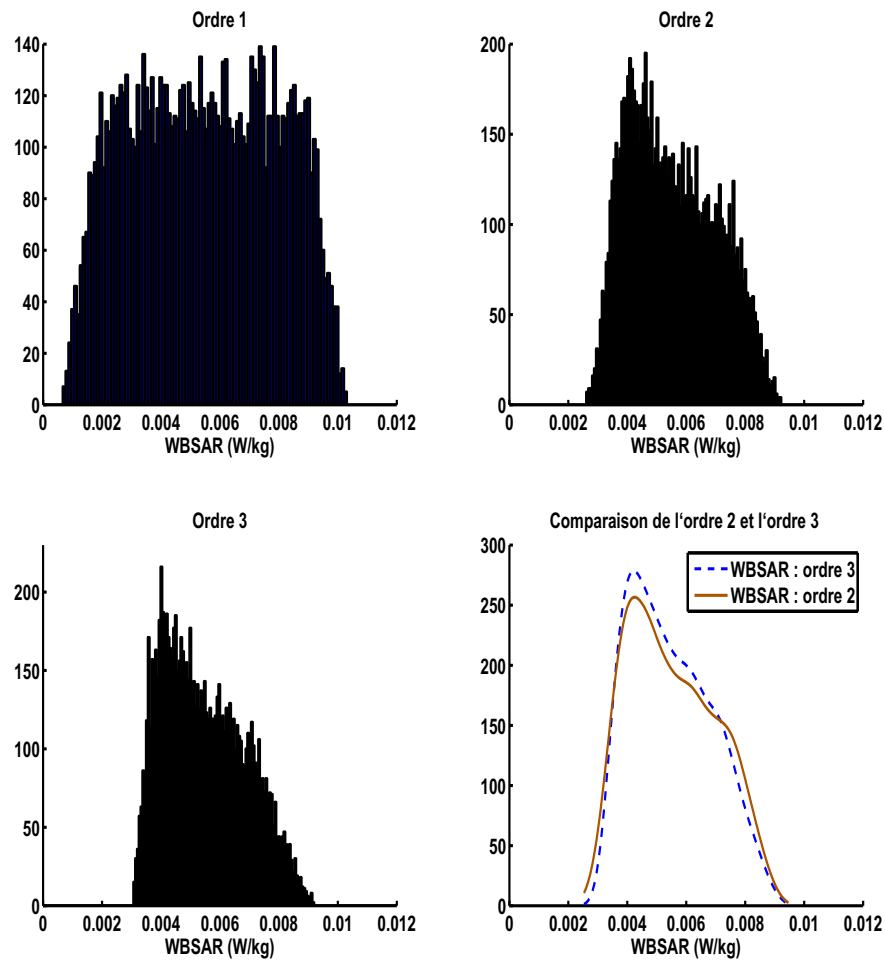 Ordre 1
140
120
100
80
60
40
20
0
0 0.002 0.004 0.006 0.008 0.01 0.012
WBSAR (W/kg)
Ordre 2
200
150
100
50
0
0 0.002 0.004 0.006 0.008 0.01 0.012
WBSAR (W/kg)
Ordre 3
200
150
100
50
0
0 0.002 0.004 0.006 0.008 0.01 0.012
WBSAR (W/kg)
Comparaison de l‘ordre 2 et l‘ordre 3
300
250
200
150
100
50
0
0 0.002 0.004 0.006 0.008 0.01 0.012
WBSAR (W/kg)
WBSAR : ordre 3
WBSAR : ordre 2